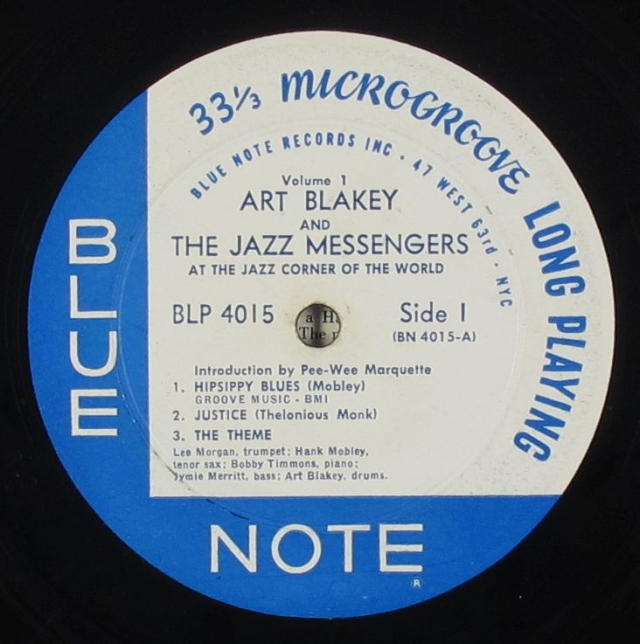 33⅓ MICROGROOVE LONG PLAYING
BLUE NOTE RECORDS INC • 47 WEST 63rd • NYC
Volume 1
ART BLAKEY
AND
THE JAZZ MESSENGERS
AT THE JAZZ CORNER OF THE WORLD
BLP 4015
Side 1
(BN 4015-A)
Introduction by Pee-Wee Marquette
1. HIPSIPPY BLUES (Mobley)
GROOVE MUSIC - BMI
2. JUSTICE (Thelonious Monk)
3. THE THEME
Lee Morgan, trumpet; Hank Mobley,
tenor sax; Bobby Timmons, piano;
Jymie Merritt, bass; Art Blakey, drums.
BLUE
NOTE
®